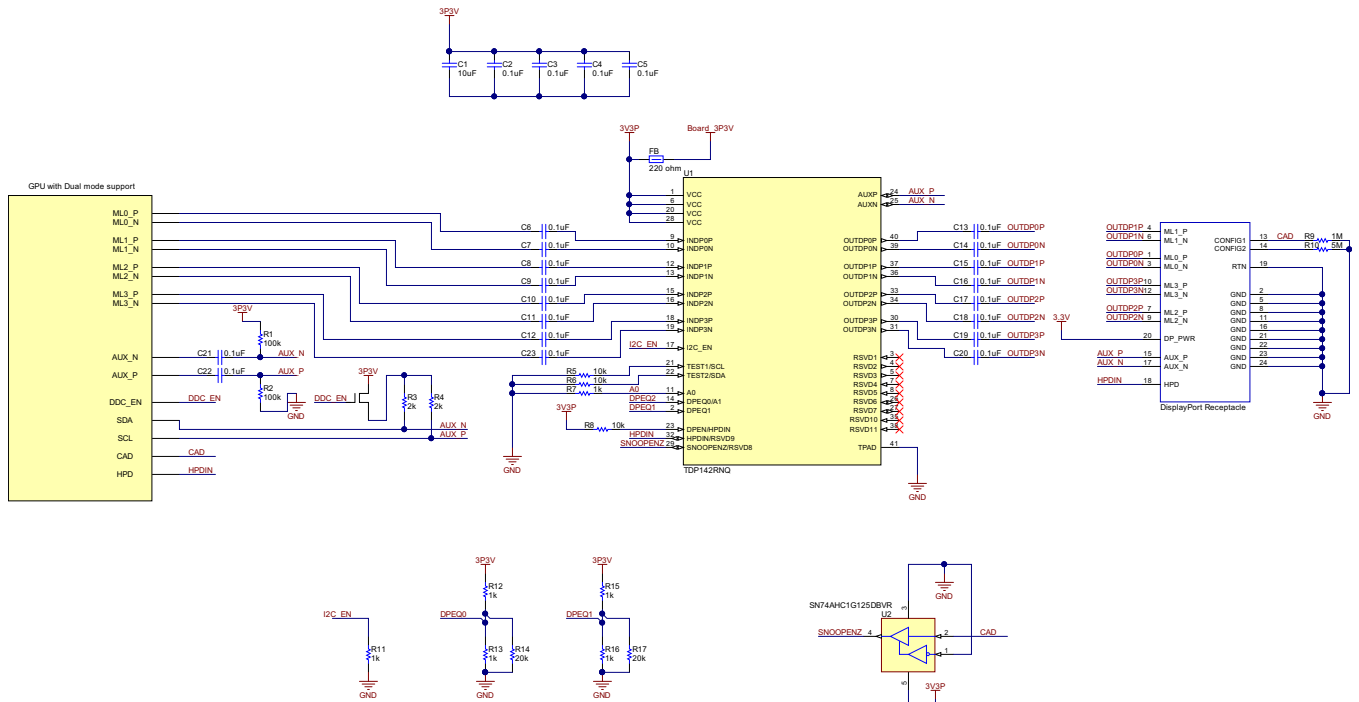 3P3V
C1
10uF
C2
0.1uF
C3
0.1uF
C4
0.1uF
C5
0.1uF
3V3P
Board_3P3V
FB
220 ohm
GPU with Dual mode support
ML0_P
ML0_N
ML1_P
ML1_N
ML2_P
ML2_N
ML3_P
ML3_N
AUX_N
AUX_P
DDC_EN
SDA
SCL
CAD
HPD
3P3V
R1
100k
C21 0.1uF AUX_N
C22 0.1uF AUX_P
R2
100k
GND
DDC_EN
DDC_EN
3P3V
R3
2k
R4
2k
AUX_N
AUX_P
CAD
HPDIN
C6 0.1uF
C7 0.1uF
C8 0.1uF
C9 0.1uF
C10 0.1uF
C11 0.1uF
C12 0.1uF
C23 0.1uF
I2C_EN
R5 10k
R6 10k
R7 1k A0
DPEQ2
DPEQ1
3V3P
R8 10k
HPDIN
SNOOPENZ
GND
U1
1 VCC
6 VCC
20 VCC
28 VCC
9 INDP0P
10 INDP0N
12 INDP1P
13 INDP1N
15 INDP2P
16 INDP2N
18 INDP3P
19 INDP3N
17 I2C_EN
21 TEST1/SCL
22 TEST2/SDA
11 A0
14 DPEQ0/A1
2 DPEQ1
23 DPEN/HPDIN
32 HPDIN/RSVD9
29 SNOOPENZ/RSVD8
TDP142RNQ
AUXP 24 AUX_P
AUXN 25 AUX_N
OUTDP0P 40
OUTDP0N 39
OUTDP1P 37
OUTDP1N 36
OUTDP2P 33
OUTDP2N 34
OUTDP3P 30
OUTDP3N 31
RSVD1 3
RSVD2 4
RSVD3 5
RSVD4 7
RSVD5 8
RSVD6
RSVD7
RSVD10
RSVD11
TPAD 41
GND
C13 0.1uF OUTDP0P
C14 0.1uF OUTDP0N
C15 0.1uF OUTDP1P
C16 0.1uF OUTDP1N
C17 0.1uF OUTDP2P
C18 0.1uF OUTDP2N
C19 0.1uF OUTDP3P
C20 0.1uF OUTDP3N
3.3V
OUTDP1P 4 ML1_P
OUTDP1N 6 ML1_N
OUTDP0P 1 ML0_P
OUTDP0N 3 ML0_N
OUTDP3P 10 ML3_P
OUTDP3N 12 ML3_N
OUTDP2P 7 ML2_P
OUTDP2N 9 ML2_N
20 DP_PWR
AUX_P 15 AUX_P
AUX_N 17 AUX_N
HPDIN 18 HPD
CONFIG1 13 CAD R9 1M
CONFIG2 14 R10 5M
RTN 19
GND 2
GND 5
GND 8
GND 11
GND 16
GND 21
GND 22
GND 23
GND 24
DisplayPort Receptacle
GND
I2C_EN
R11
1k
GND
3P3V
R12
1k
DPEQ0
R13
1k
R14
20k
GND
3P3V
R15
1k
DPEQ1
R16
1k
R17
20k
GND
GND
SN74AHC1G125DBVR
U2
3
SNOOPENZ 4
2 CAD
1
5
3V3P